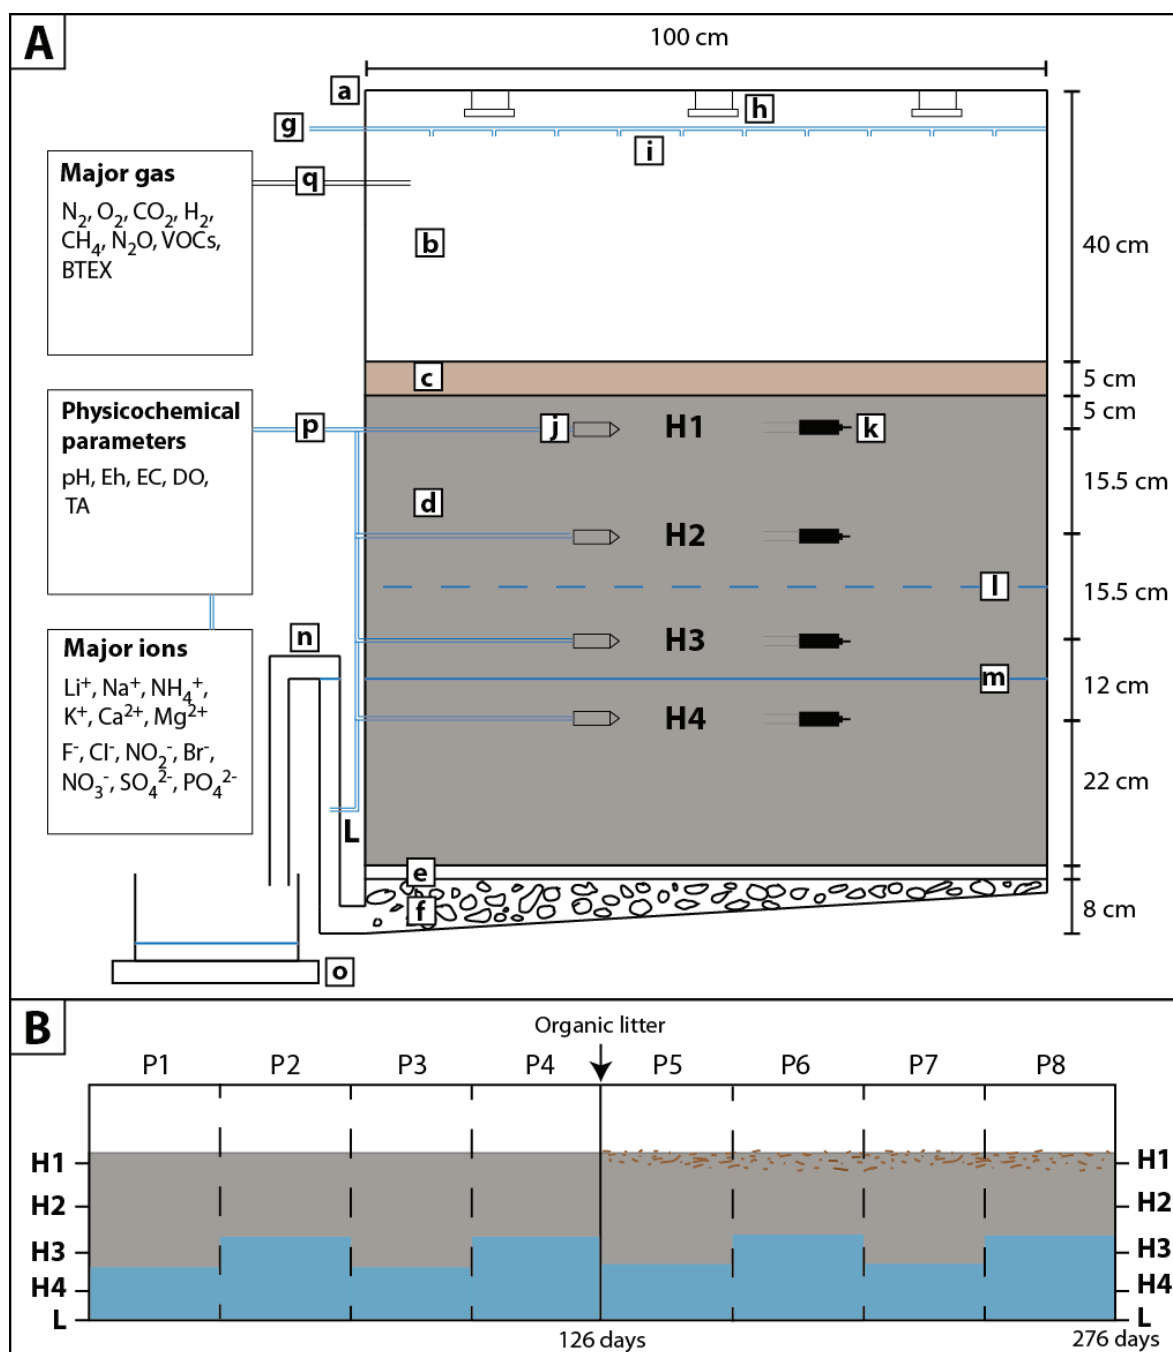 A
100 cm
a
h
g
i
Major gas
N₂, O₂, CO₂, H₂,
CH₄, N₂O, VOCs,
BTEX
q
b
40 cm
c
5 cm
5 cm
Physicochemical
parameters
pH, Eh, EC, DO,
TA
p
j
H1
k
15.5 cm
d
H2
l
15.5 cm
n
H3
Major ions
Li⁺, Na⁺, NH₄⁺,
K⁺, Ca²⁺, Mg²⁺
F⁻, Cl⁻, NO₂⁻, Br⁻,
NO₃⁻, SO₄²⁻, PO₄²⁻
m
12 cm
H4
22 cm
L
e
f
8 cm
o
B
Organic litter
P1 P2 P3 P4 P5 P6 P7 P8
H1 H1
H2 H2
H3 H3
H4 H4
L L
126 days 276 days